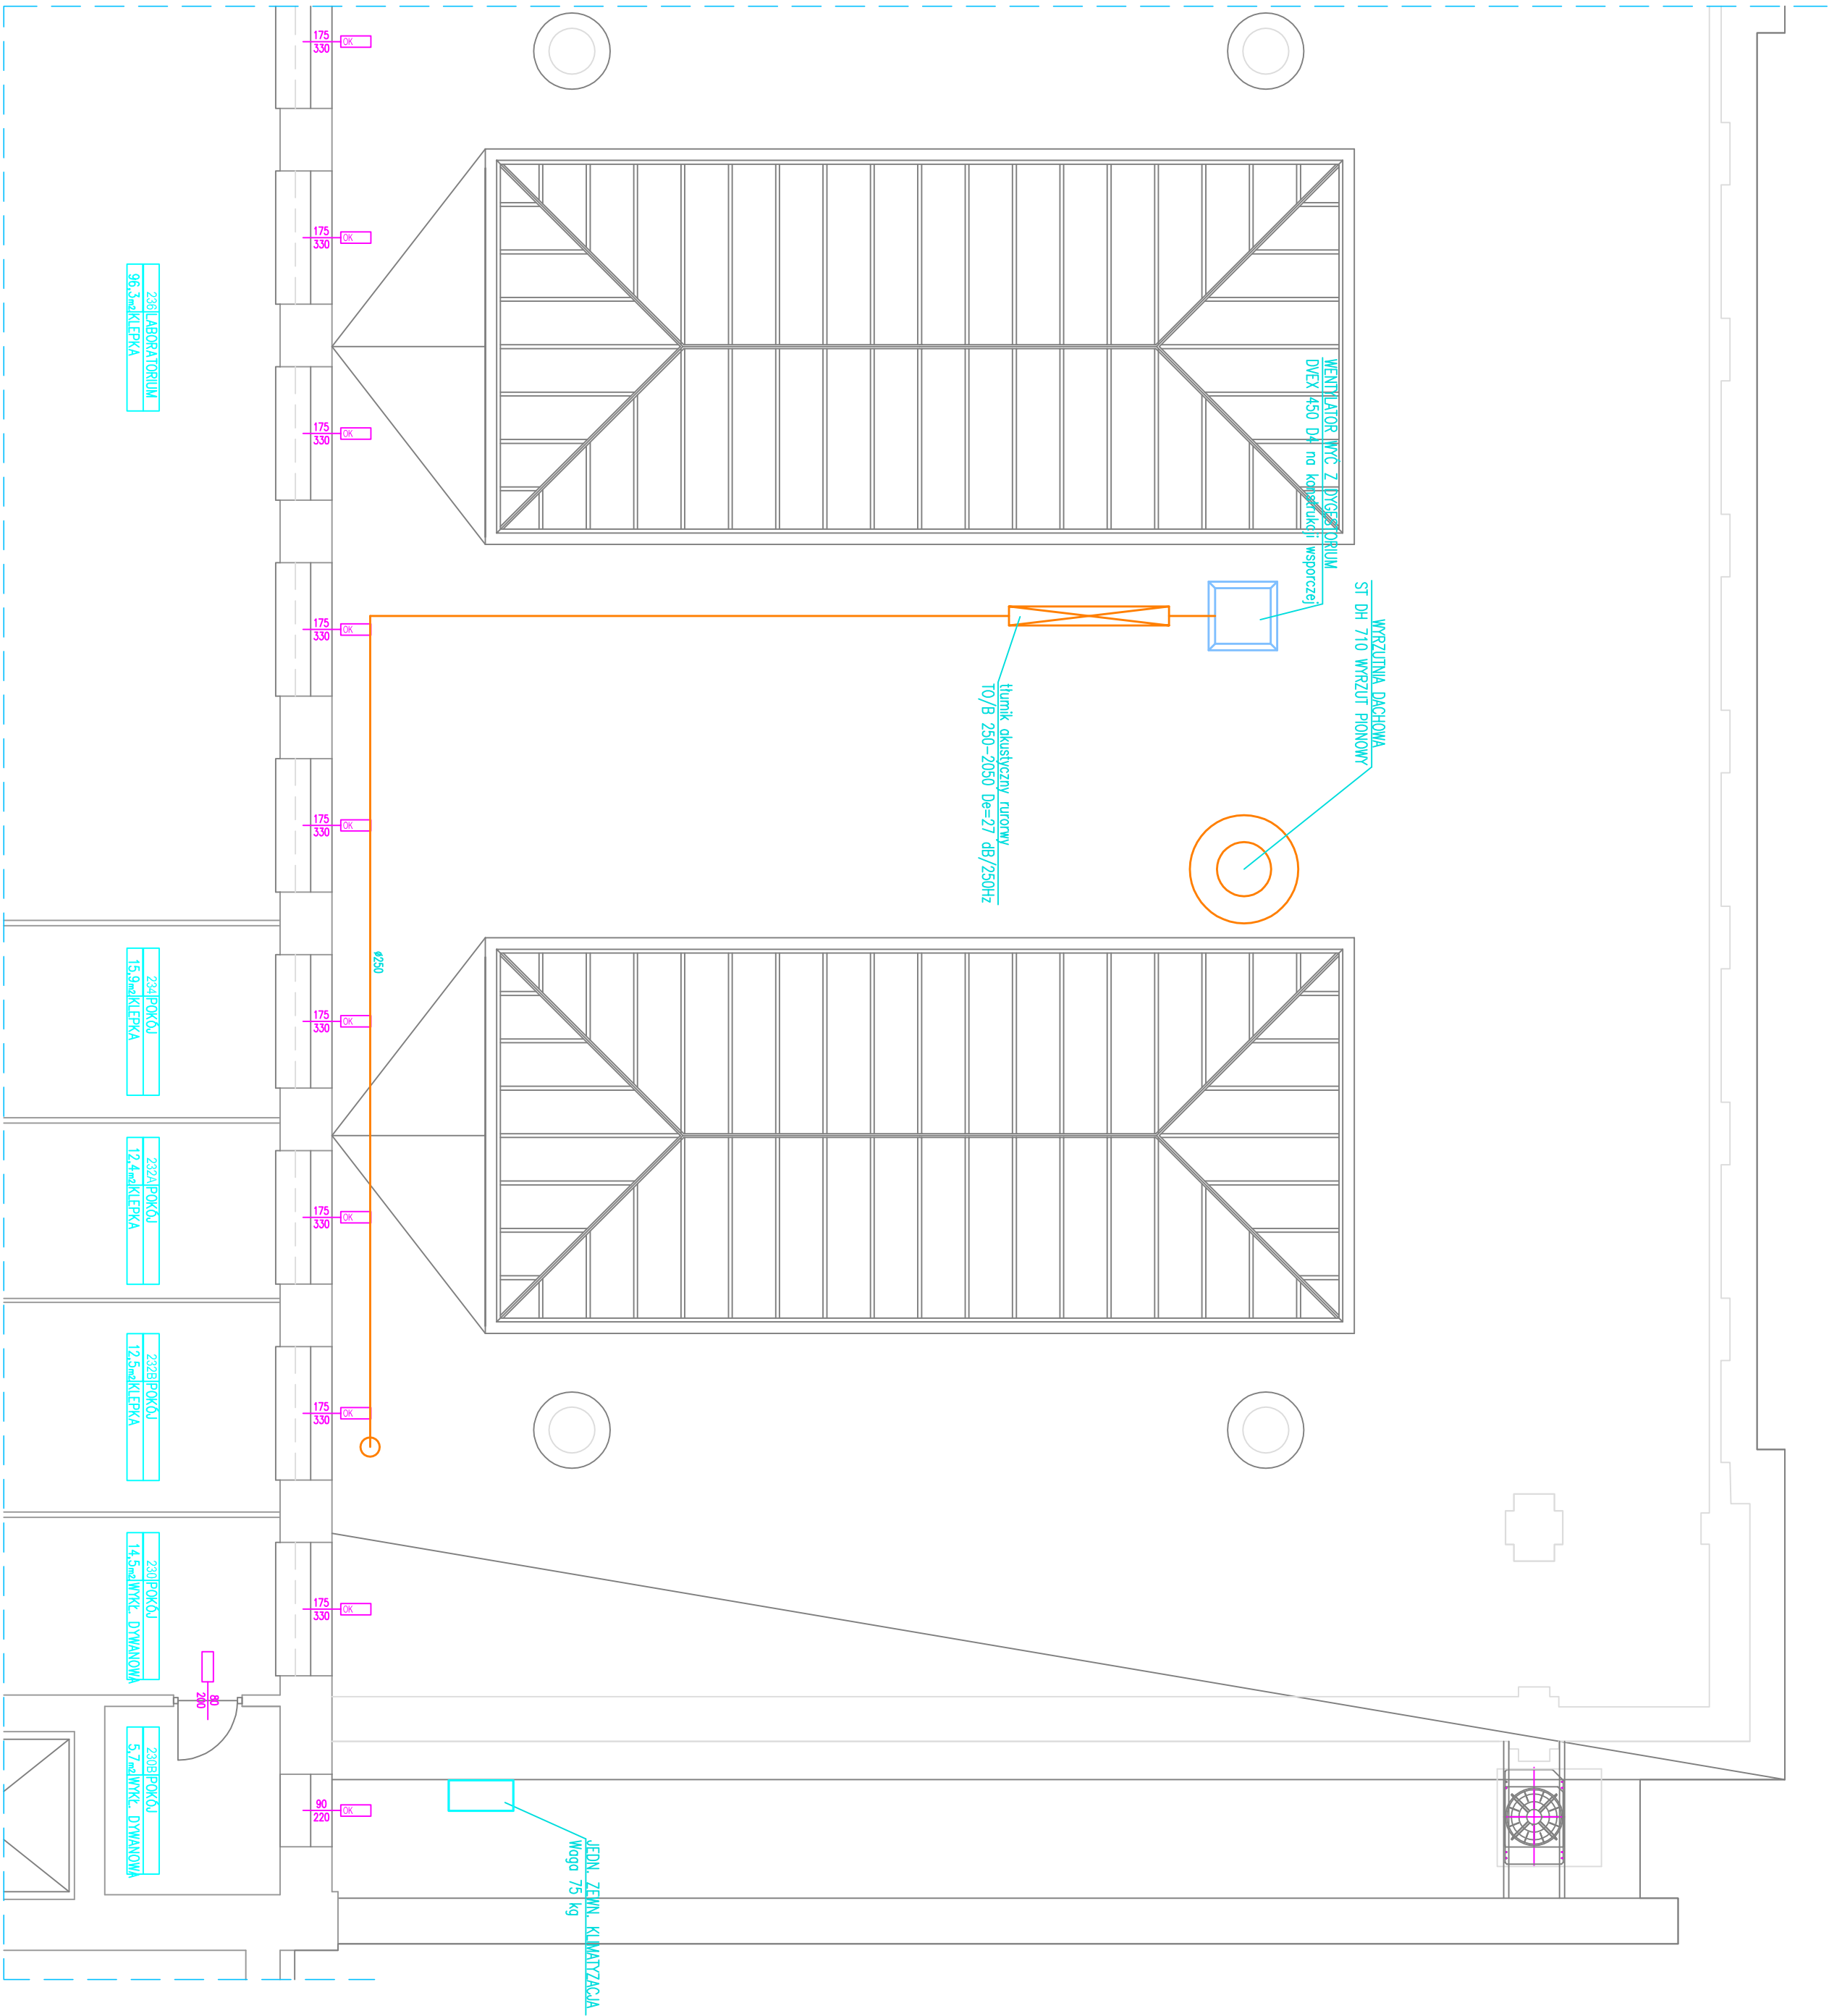 175
330
OK
175
330
OK
175
330
OK
175
330
OK
175
330
OK
175
330
OK
175
330
OK
175
330
OK
175
330
OK
90
220
OK
80
200
236 LABORATORIUM
96,3m2 KLEPKA
234 POKÓJ
15,9m2 KLEPKA
232A POKÓJ
12,4m2 KLEPKA
232B POKÓJ
12,5m2 KLEPKA
230 POKÓJ
14,5m2 WYKŁ. DYWANOWA
230B POKÓJ
5,7m2 WYKŁ. DYWANOWA
WENTYLATOR WYC Z DYGESTORIUM
DVEX 450 D4 na konstrukcji wsporczej
WYRZUTNIA DACHOWA
ST DH 710 WYRZUT PIONOWY
tłumik akustyczny rurorwy
TO/B 250-2050 De=27 dB/250Hz
ø250
JEDN. ZEWN. KLIMATYZACJA
Waga 75 kg